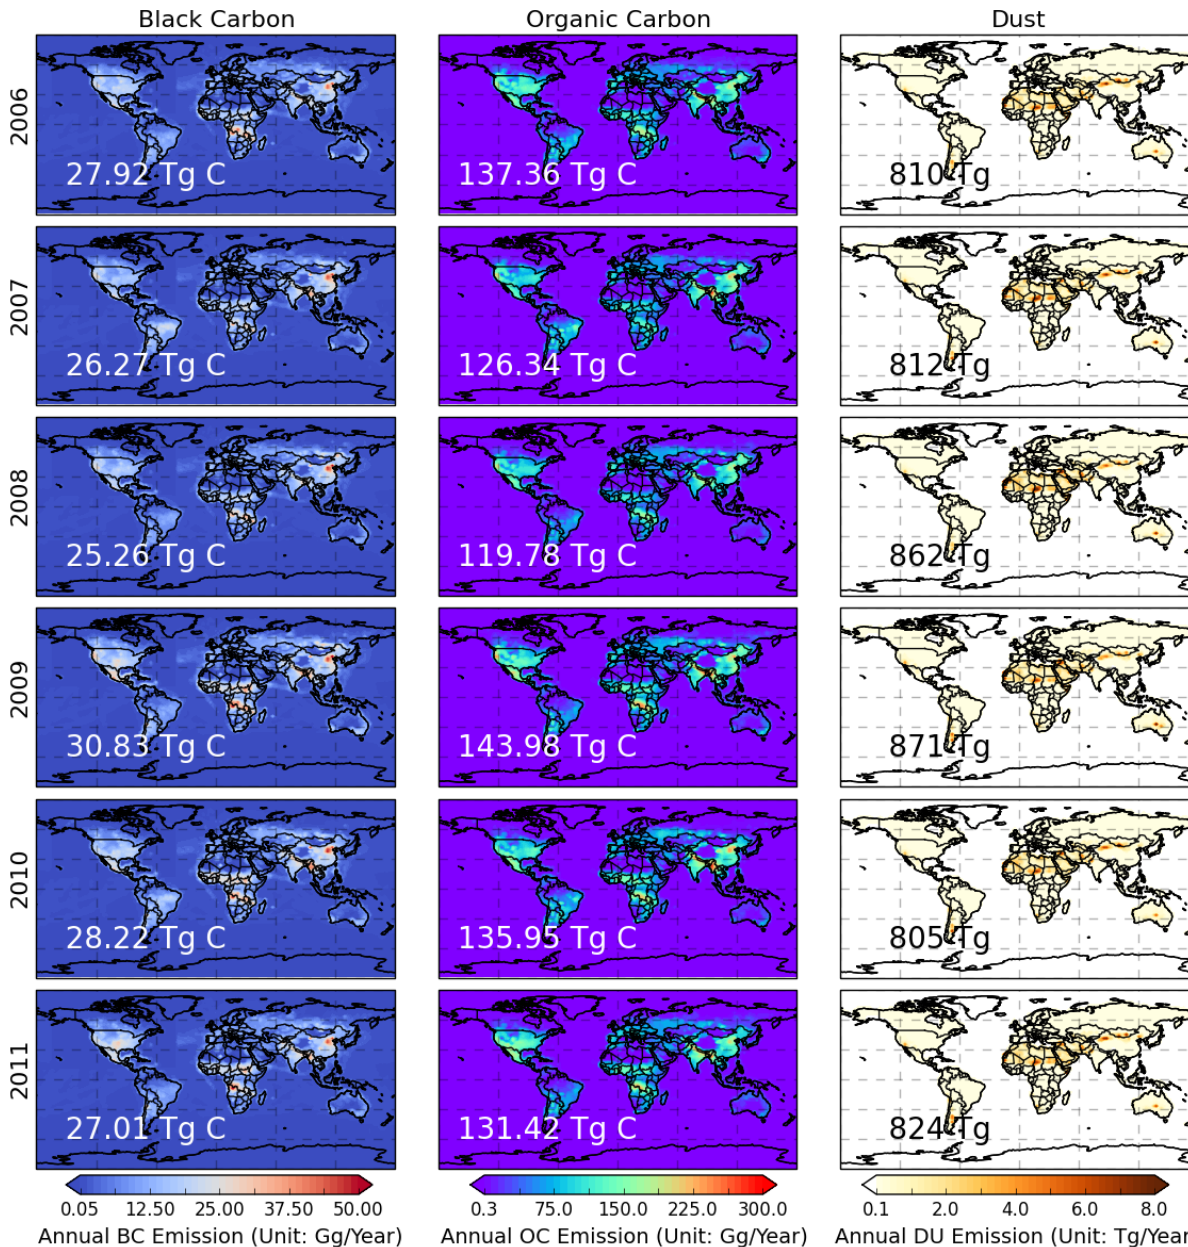 Black Carbon Organic Carbon Dust
2006
27.92 Tg C 137.36 Tg C 810 Tg
2007
26.27 Tg C 126.34 Tg C 812 Tg
2008
25.26 Tg C 119.78 Tg C 862 Tg
2009
30.83 Tg C 143.98 Tg C 871 Tg
2010
28.22 Tg C 135.95 Tg C 805 Tg
2011
27.01 Tg C 131.42 Tg C 824 Tg
0.05 12.50 25.00 37.50 50.00 0.3 75.0 150.0 225.0 300.0 0.1 2.0 4.0 6.0 8.0
Annual BC Emission (Unit: Gg/Year) Annual OC Emission (Unit: Gg/Year) Annual DU Emission (Unit: Tg/Year